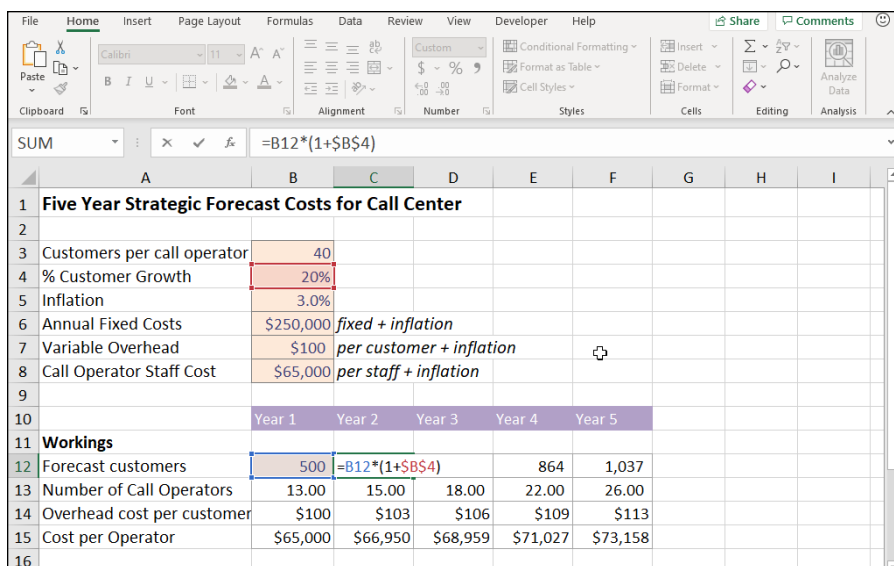 File Home Insert Page Layout Formulas Data Review View Developer Help Share Comments
Calibri 11 A^ A˅ ab Custom Conditional Formatting Insert Σ
Paste B I U A $ % 9 Format as Table Delete Analyze
Cell Styles Format Data
Clipboard Font Alignment Number Styles Cells Editing Analysis
SUM fx =B12*(1+$B$4)
A B C D E F G H I
1 Five Year Strategic Forecast Costs for Call Center
2
3 Customers per call operator 40
4 % Customer Growth 20%
5 Inflation 3.0%
6 Annual Fixed Costs $250,000 fixed + inflation
7 Variable Overhead $100 per customer + inflation
8 Call Operator Staff Cost $65,000 per staff + inflation
9
10 Year 1 Year 2 Year 3 Year 4 Year 5
11 Workings
12 Forecast customers 500 =B12*(1+$B$4) 864 1,037
13 Number of Call Operators 13.00 15.00 18.00 22.00 26.00
14 Overhead cost per customer $100 $103 $106 $109 $113
15 Cost per Operator $65,000 $66,950 $68,959 $71,027 $73,158
16